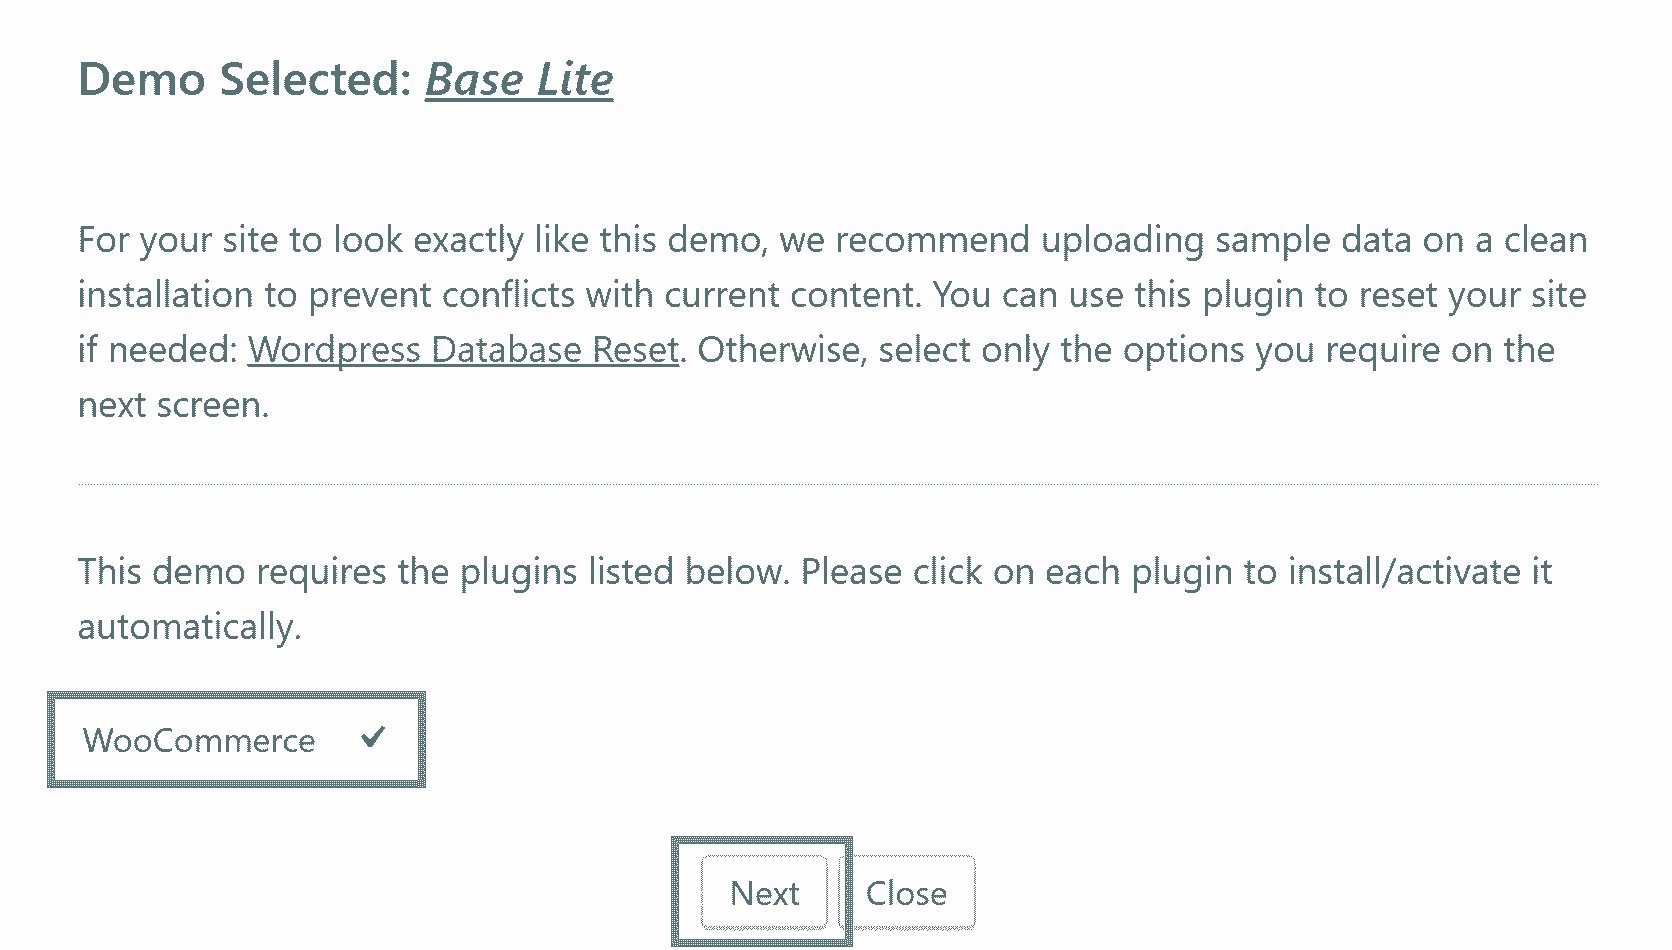 Demo Selected: Base Lite
For your site to look exactly like this demo, we recommend uploading sample data on a clean
installation to prevent conflicts with current content. You can use this plugin to reset your site
if needed: Wordpress Database Reset. Otherwise, select only the options you require on the
next screen.
This demo requires the plugins listed below. Please click on each plugin to install/activate it
automatically.
WooCommerce
Next Close